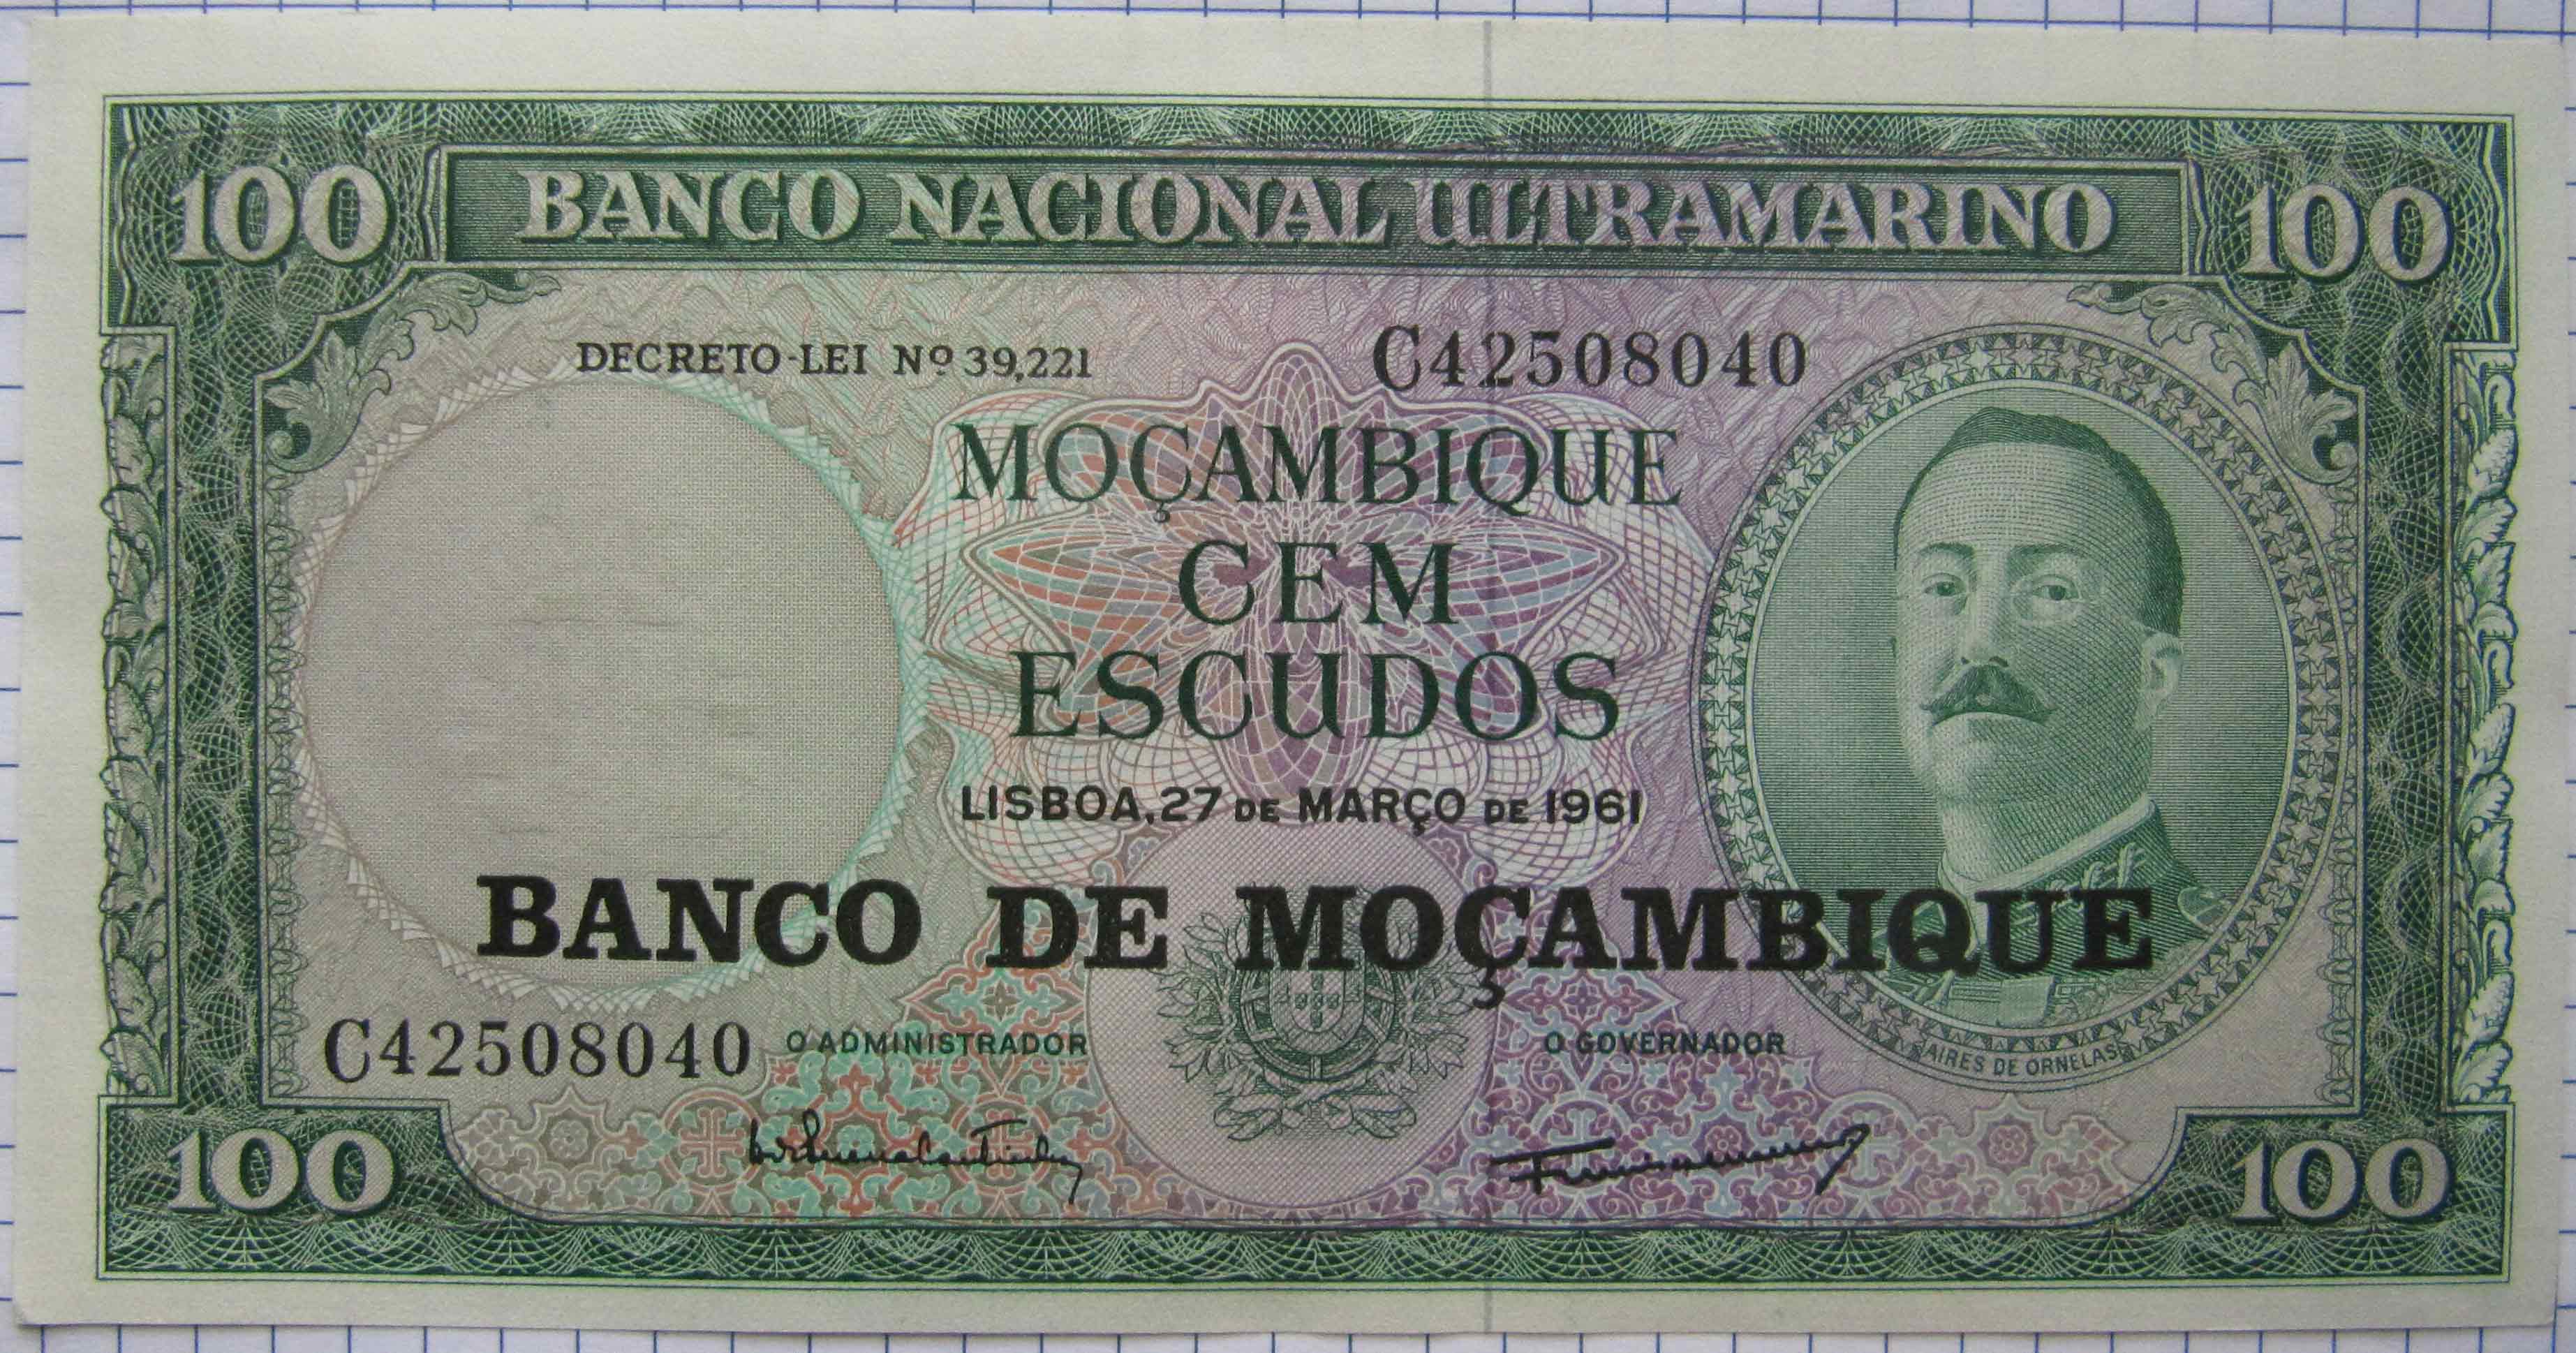 100 BANCO NACIONAL ULTRAMARINO 100
DECRETO-LEI Nº 39,221
C42508040
MOÇAMBIQUE
CEM
ESCUDOS
LISBOA, 27 DE MARÇO DE 1961
BANCO DE MOÇAMBIQUE
C42508040
O ADMINISTRADOR
O GOVERNADOR
AIRES DE ORNELAS
100
100